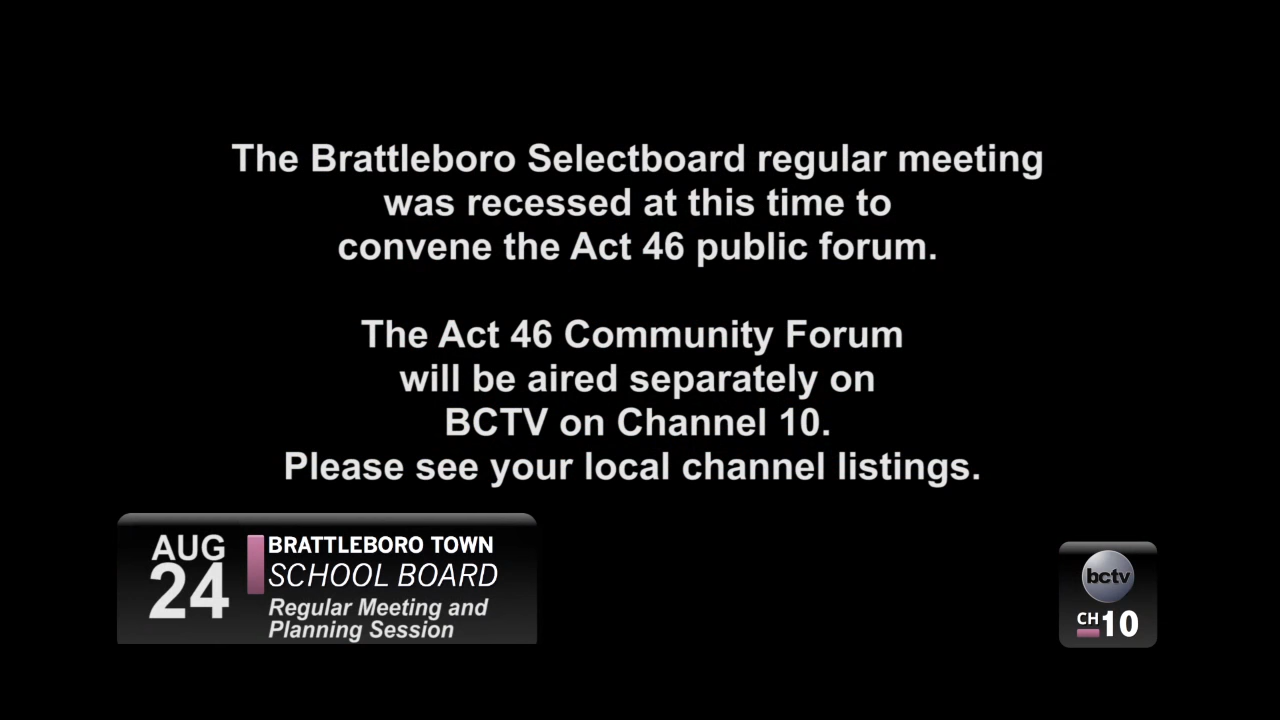 The Brattleboro Selectboard regular meeting
was recessed at this time to
convene the Act 46 public forum.
The Act 46 Community Forum
will be aired separately on
BCTV on Channel 10.
Please see your local channel listings.
AUG
24
BRATTLEBORO TOWN
SCHOOL BOARD
Regular Meeting and
Planning Session
bctv
CH 10